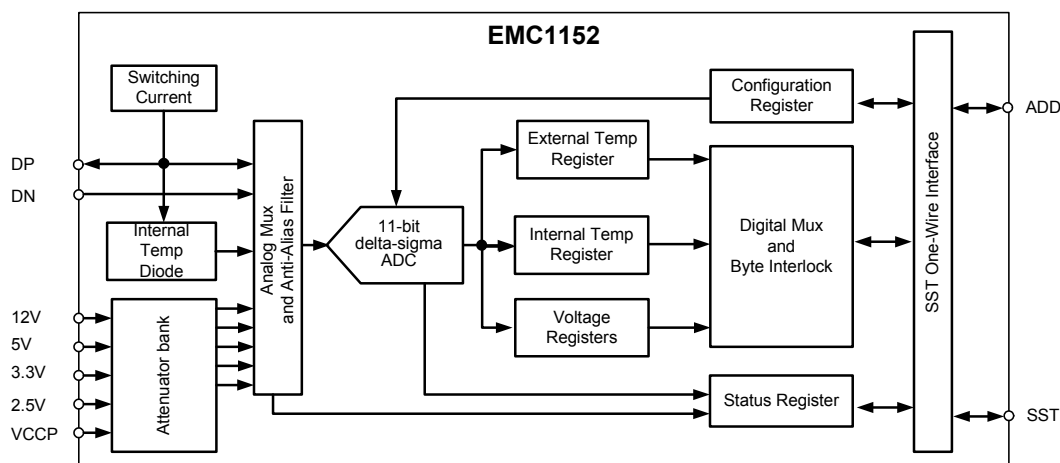 EMC1152
Switching
Current
Configuration
Register
ADD
DP
DN
External Temp
Register
Analog Mux
and Anti-Alias Filter
11-bit
delta-sigma
ADC
Internal
Temp
Diode
Internal Temp
Register
Digital Mux
and
Byte Interlock
SST One-Wire Interface
12V
5V
3.3V
2.5V
VCCP
Attenuator bank
Voltage
Registers
Status Register
SST